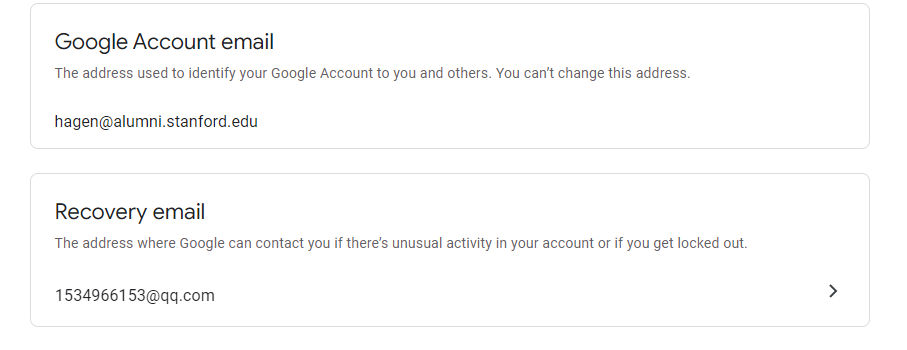 Google Account email
The address used to identify your Google Account to you and others. You can't change this address.
hagen@alumni.stanford.edu
Recovery email
The address where Google can contact you if there's unusual activity in your account or if you get locked out.
1534966153@qq.com